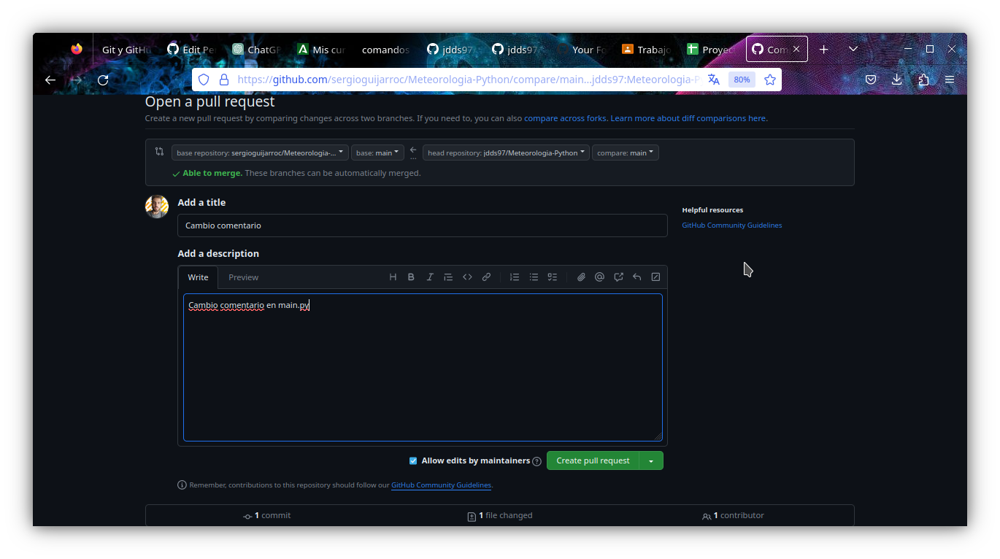 Git y GitHu
Edit Pe
ChatGP
Mis cur
comandos
jdds97
jdds97
Your Fo
Trabajo
Proyec
Com
https://github.com/sergioguijarroc/Meteorologia-Python/compare/main...jdds97:Meteorologia-P
80%
Open a pull request
Create a new pull request by comparing changes across two branches. If you need to, you can also compare across forks. Learn more about diff comparisons here.
base repository: sergioguijarroc/Meteorologia-... base: main ... head repository: jdds97/Meteorologia-Python compare: main
Able to merge. These branches can be automatically merged.
Add a title
Cambio comentario
Helpful resources
GitHub Community Guidelines
Add a description
Write Preview
Cambio comentario en main.py
Allow edits by maintainers Create pull request
Remember, contributions to this repository should follow our GitHub Community Guidelines.
1 commit 1 file changed 1 contributor